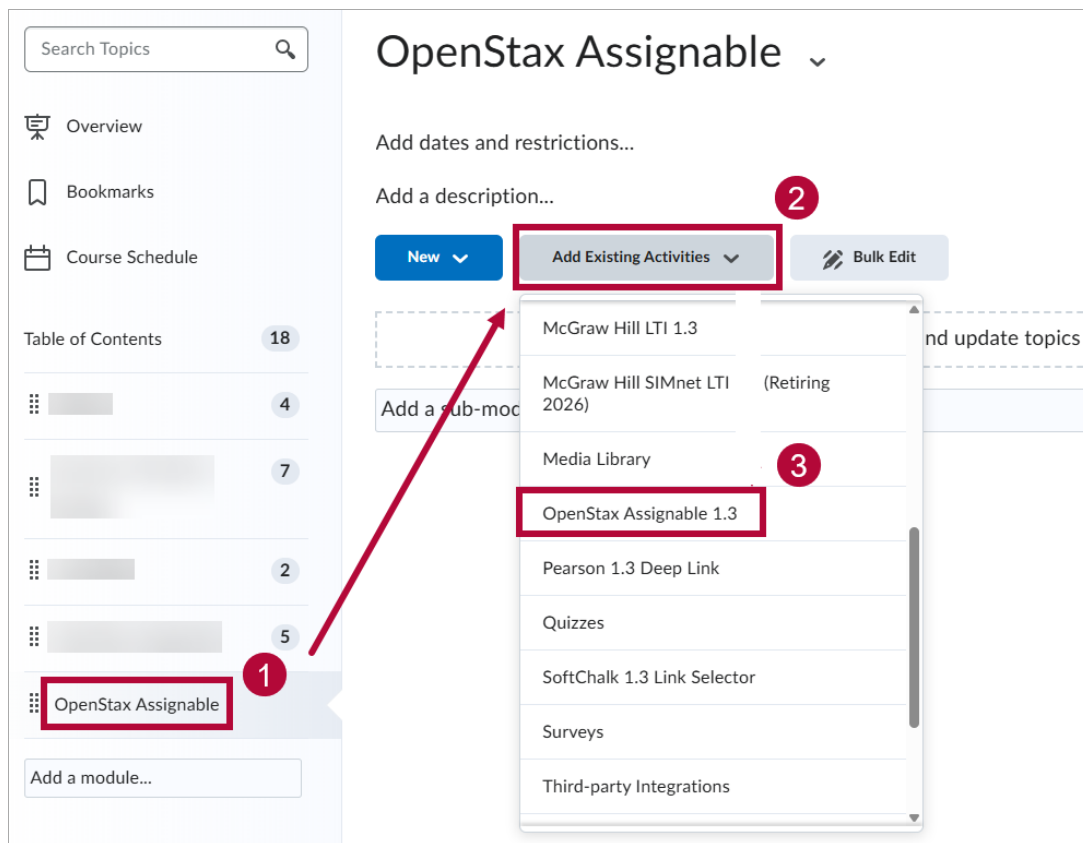 Search Topics
Overview
Bookmarks
Course Schedule
Table of Contents 18
4
7
2
5
1
OpenStax Assignable
Add a module...
OpenStax Assignable
Add dates and restrictions...
Add a description...
2
New
Add Existing Activities
Bulk Edit
nd update topics
Add a sub-mod
McGraw Hill LTI 1.3
McGraw Hill SIMnet LTI (Retiring
2026)
Media Library
3
OpenStax Assignable 1.3
Pearson 1.3 Deep Link
Quizzes
SoftChalk 1.3 Link Selector
Surveys
Third-party Integrations